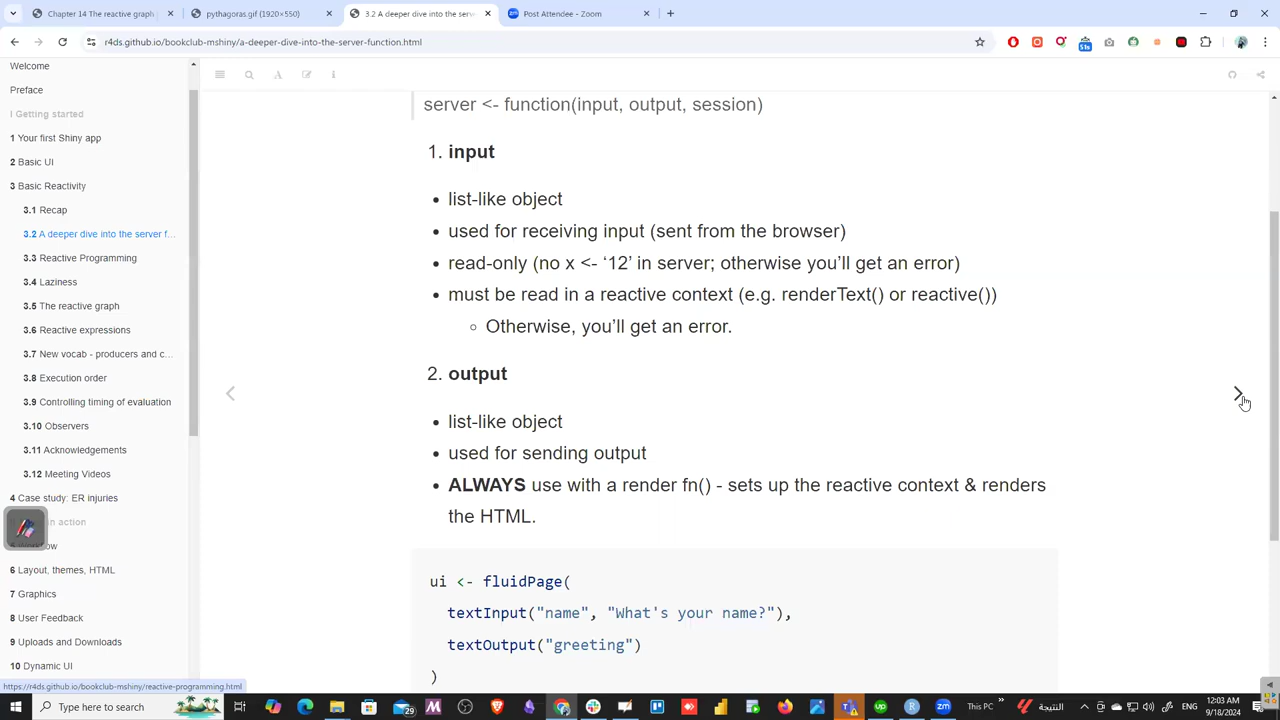 Chapter 14 The reactive graph
pythagoras.gif (1920×550)
3.2 A deeper dive into the server
Post Attendee - Zoom
r4ds.github.io/bookclub-mshiny/a-deeper-dive-into-the-server-function.html
Welcome
Preface
I Getting started
1 Your first Shiny app
2 Basic UI
3 Basic Reactivity
3.1 Recap
3.2 A deeper dive into the server f...
3.3 Reactive Programming
3.4 Laziness
3.5 The reactive graph
3.6 Reactive expressions
3.7 New vocab - producers and c...
3.8 Execution order
3.9 Controlling timing of evaluation
3.10 Observers
3.11 Acknowledgements
3.12 Meeting Videos
4 Case study: ER injuries
in action
6 Layout, themes, HTML
7 Graphics
8 User Feedback
9 Uploads and Downloads
10 Dynamic UI
https://r4ds.github.io/bookclub-mshiny/reactive-programming.html
server <- function(input, output, session)
1. input
• list-like object
• used for receiving input (sent from the browser)
• read-only (no x <- ‘12’ in server; otherwise you’ll get an error)
• must be read in a reactive context (e.g. renderText() or reactive())
◦ Otherwise, you’ll get an error.
2. output
• list-like object
• used for sending output
• ALWAYS use with a render fn() - sets up the reactive context & renders
the HTML.
ui <- fluidPage(
textInput("name", "What's your name?"),
textOutput("greeting")
)
Type here to search
This PC
النتيجة
12:03 AM
9/18/2024